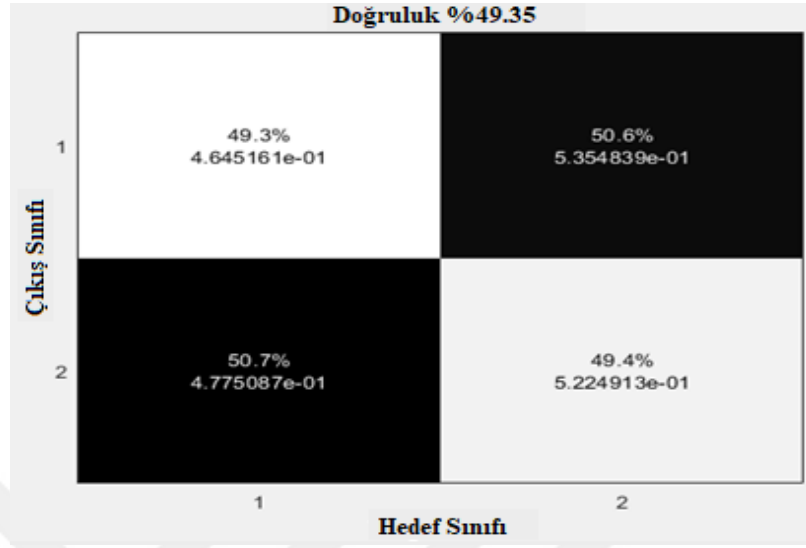 Doğruluk %49.35
49.3%
4.645161e-01
50.6%
5.354839e-01
1
Çıkış Sınıfı
50.7%
4.775087e-01
49.4%
5.224913e-01
2
1
2
Hedef Sınıfı